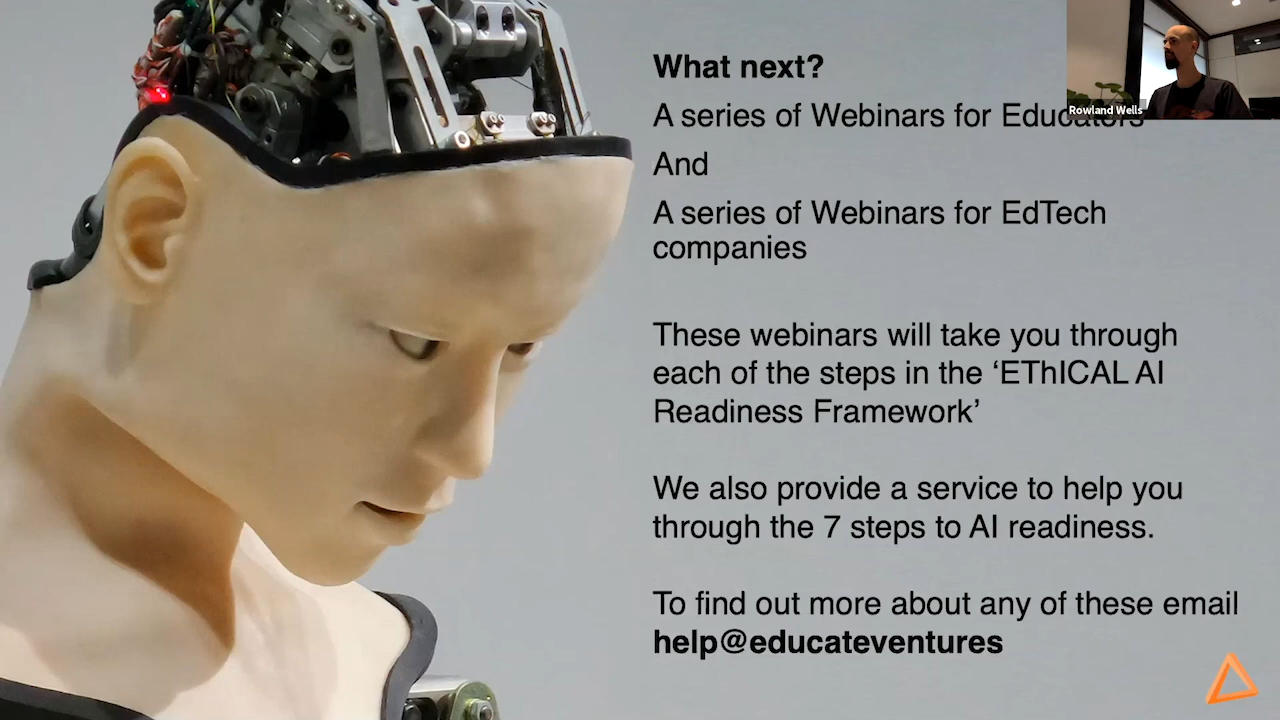 What next?
A series of Webinars for Educators
And
A series of Webinars for EdTech
companies
These webinars will take you through
each of the steps in the ‘EThICAL AI
Readiness Framework’
We also provide a service to help you
through the 7 steps to AI readiness.
To find out more about any of these email
help@educateventures
Rowland Wells